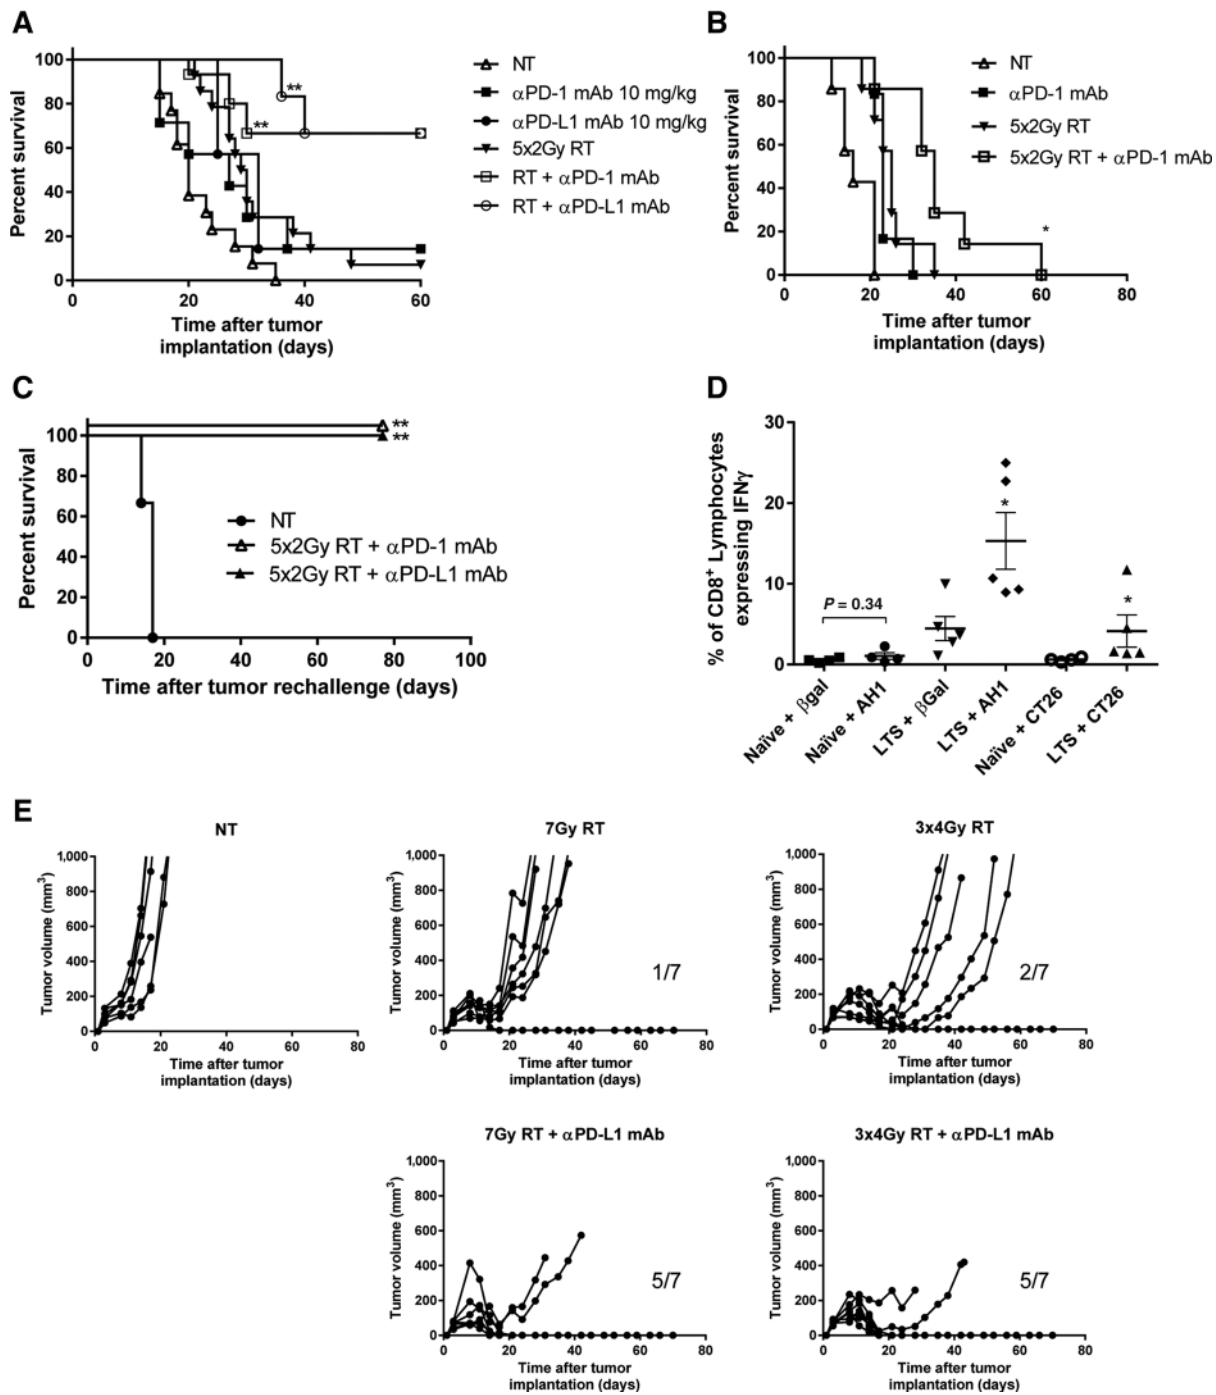 A
100
80
60
40
20
0
0 20 40 60
Percent survival
Time after tumor
implantation (days)
**
**
NT
αPD-1 mAb 10 mg/kg
αPD-L1 mAb 10 mg/kg
5x2Gy RT
RT + αPD-1 mAb
RT + αPD-L1 mAb
B
100
80
60
40
20
0
0 20 40 60 80
Percent survival
Time after tumor
implantation (days)
*
NT
αPD-1 mAb
5x2Gy RT
5x2Gy RT + αPD-1 mAb
C
100
80
60
40
20
0
0 20 40 60 80 100
Percent survival
Time after tumor rechallenge (days)
**
**
NT
5x2Gy RT + αPD-1 mAb
5x2Gy RT + αPD-L1 mAb
D
% of CD8+ Lymphocytes
expressing IFNγ
30
20
10
0
P = 0.34
*
*
Naïve + βgal
Naïve + AH1
LTS + βGal
LTS + AH1
Naïve + CT26
LTS + CT26
E
NT
Tumor volume (mm³)
1,000
800
600
400
200
0
0 20 40 60 80
Time after tumor
implantation (days)
7Gy RT
Tumor volume (mm³)
1,000
800
600
400
200
0
1/7
0 20 40 60 80
Time after tumor
implantation (days)
3x4Gy RT
Tumor volume (mm³)
1,000
800
600
400
200
0
2/7
0 20 40 60 80
Time after tumor
implantation (days)
7Gy RT + αPD-L1 mAb
Tumor volume (mm³)
1,000
800
600
400
200
0
5/7
0 20 40 60 80
Time after tumor
implantation (days)
3x4Gy RT + αPD-L1 mAb
Tumor volume (mm³)
1,000
800
600
400
200
0
5/7
0 20 40 60 80
Time after tumor
implantation (days)